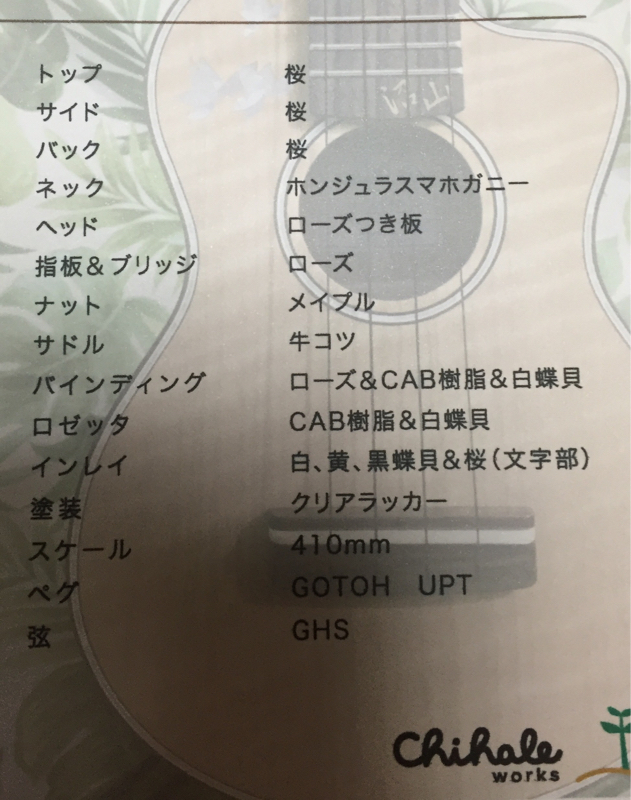 トップ 桜
サイド 桜
バック 桜
ネック ホンジュラスマホガニー
ヘッド ローズつき板
指板&ブリッジ ローズ
ナット メイプル
サドル 牛コツ
バインディング ローズ&CAB樹脂&白蝶貝
ロゼッタ CAB樹脂&白蝶貝
インレイ 白、黄、黒蝶貝&桜(文字部)
塗装 クリアラッカー
スケール 410mm
ペグ GOTOH UPT
弦 GHS
Chihale
works